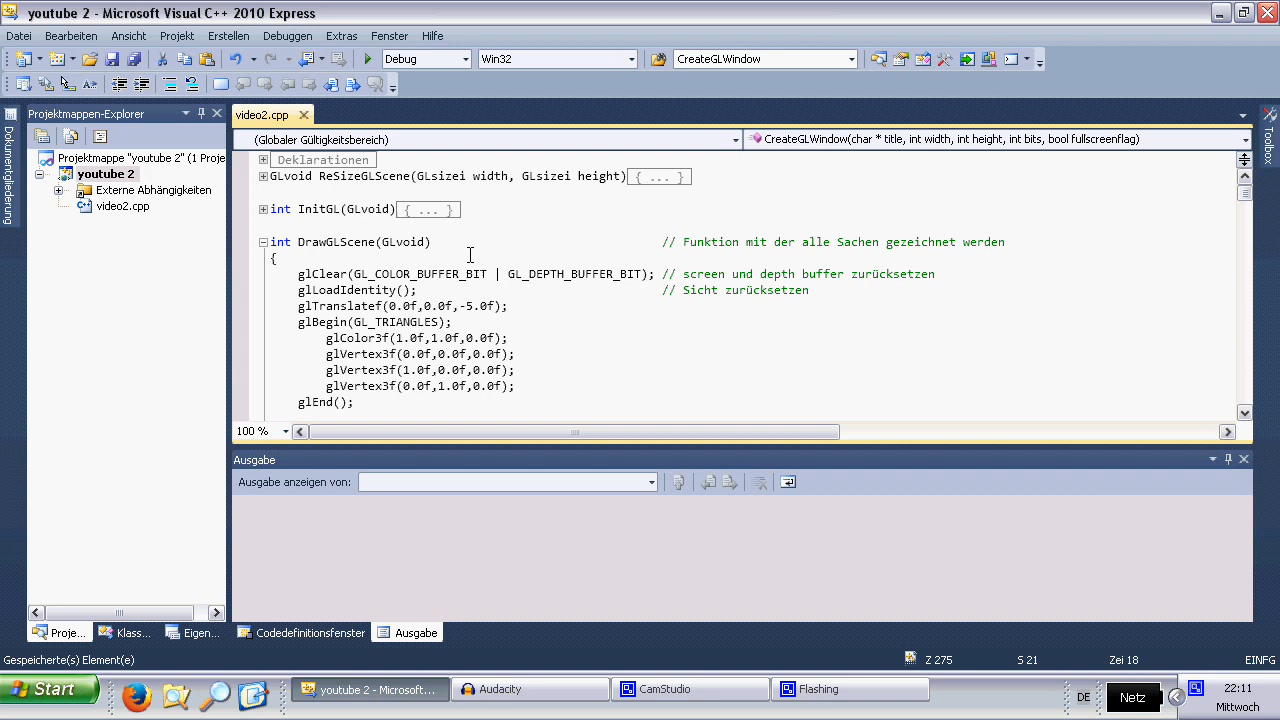 youtube 2 - Microsoft Visual C++ 2010 Express
Datei Bearbeiten Ansicht Projekt Erstellen Debuggen Extras Fenster Hilfe
Debug Win32 CreateGLWindow
Projektmappen-Explorer
video2.cpp
(Globaler Gültigkeitsbereich) CreateGLWindow(char * title, int width, int height, int bits, bool fullscreenflag)
Dokumentgliederung
Toolbox
Projektmappe "youtube 2" (1 Proje
youtube 2
Externe Abhängigkeiten
video2.cpp
Deklarationen
GLvoid ReSizeGLScene(GLsizei width, GLsizei height){ ... }
int InitGL(GLvoid){ ... }
int DrawGLScene(GLvoid) // Funktion mit der alle Sachen gezeichnet werden
{
glClear(GL_COLOR_BUFFER_BIT | GL_DEPTH_BUFFER_BIT); // screen und depth buffer zurücksetzen
glLoadIdentity(); // Sicht zurücksetzen
glTranslatef(0.0f,0.0f,-5.0f);
glBegin(GL_TRIANGLES);
glColor3f(1.0f,1.0f,0.0f);
glVertex3f(0.0f,0.0f,0.0f);
glVertex3f(1.0f,0.0f,0.0f);
glVertex3f(0.0f,1.0f,0.0f);
glEnd();
100 %
Ausgabe
Ausgabe anzeigen von:
Proje... Klass... Eigen... Codedefinitionsfenster Ausgabe
Gespeicherte(s) Element(e) Z 275 S 21 Zei 18 EINFG
Start youtube 2 - Microsoft... Audacity CamStudio Flashing DE Netz 22:11
Mittwoch